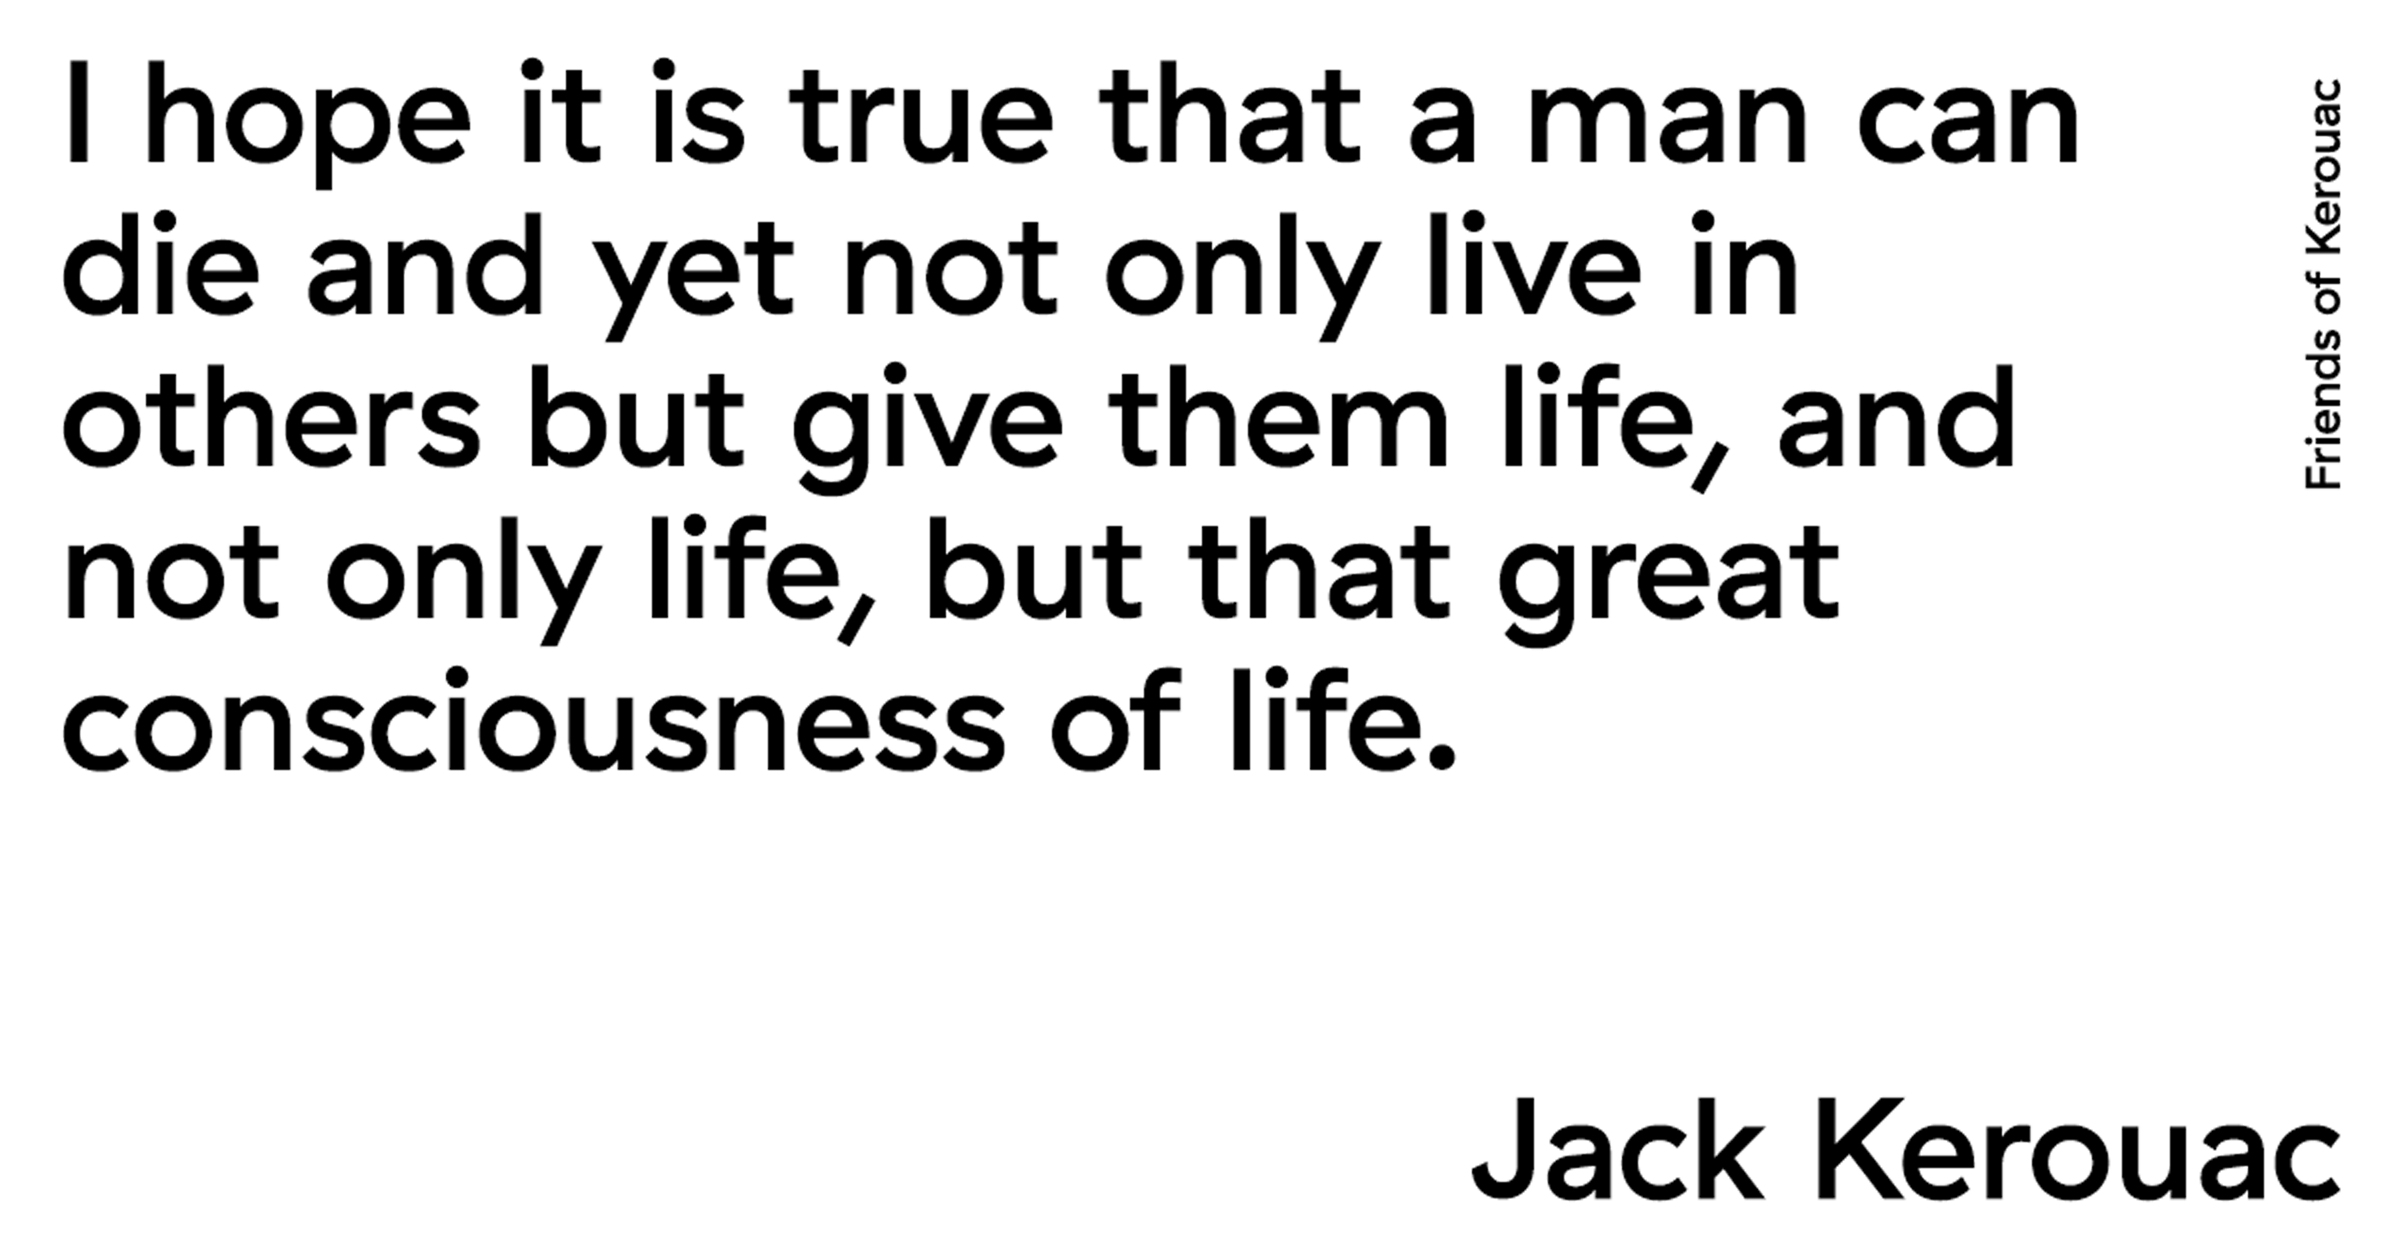 I hope it is true that a man can
die and yet not only live in
others but give them life, and
not only life, but that great
consciousness of life.
Friends of Kerouac
Jack Kerouac